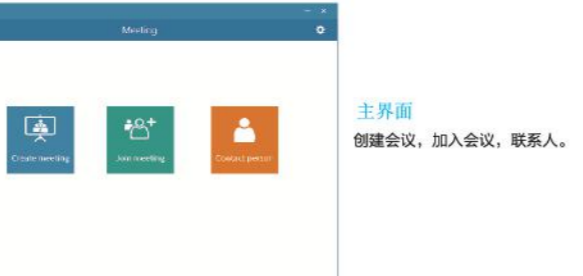 Meeting
Create meeting
Join meeting
Contact person
主界面
创建会议，加入会议，联系人。